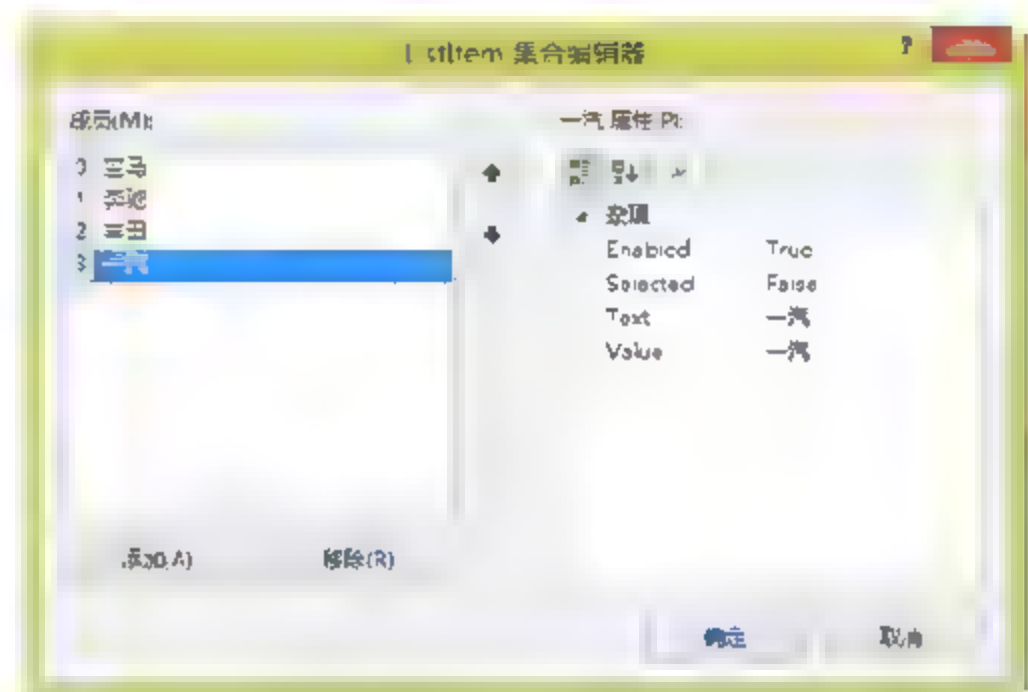 ListItem 集合编辑器
成员(M):
0 宝马
1 奔驰
2 丰田
3 一汽
添加(A)
移除(R)
一汽 属性(P):
杂项
Enabled True
Selected False
Text 一汽
Value 一汽
确定
取消